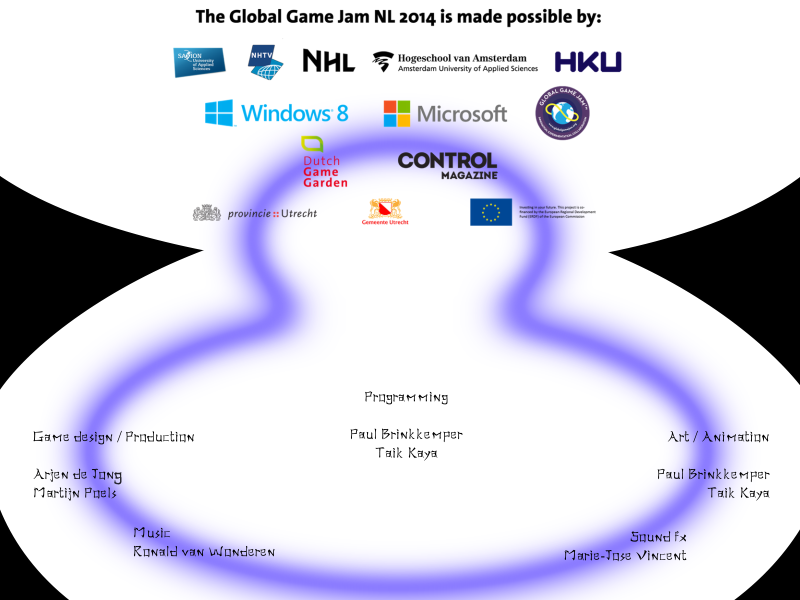 The Global Game Jam NL 2014 is made possible by:
SAXION University of Applied Sciences
NHTV
NHL
Hogeschool van Amsterdam
Amsterdam University of Applied Sciences
HKU
Windows 8
Microsoft
GLOBAL GAME JAM
Dutch
Game
Garden
CONTROL
MAGAZINE
provincie :: Utrecht
Gemeente Utrecht
Investing in your future. This project is co-
financed by the European Regional Development
Fund (ERDF) of the European Commission
Programming
Paul Brinkkemper
Taik Kaya
Game design / Production
Arjen de Jong
Martijn Poels
Art / Animation
Paul Brinkkemper
Taik Kaya
Music
Ronald van Wonderen
Sound fx
Marie-Jose Vincent